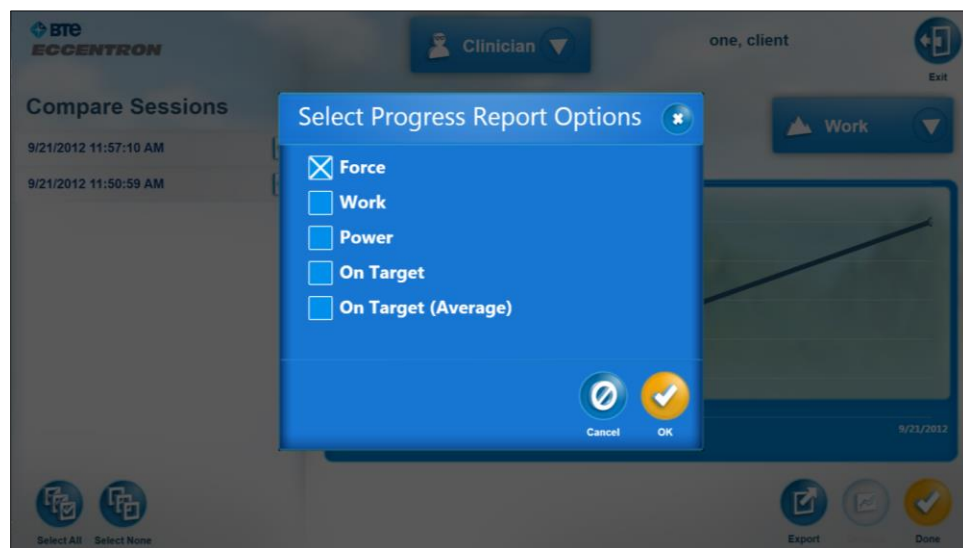 BTE
ECCENTRON
Clinician
one, client
Exit
Compare Sessions
9/21/2012 11:57:10 AM
9/21/2012 11:50:59 AM
Work
Select Progress Report Options
Force
Work
Power
On Target
On Target (Average)
Cancel
OK
9/21/2012
Select All
Select None
Export
Done